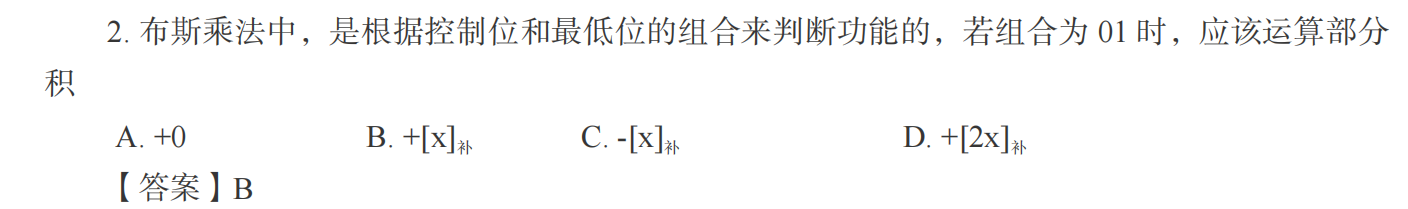 2. 布斯乘法中，是根据控制位和最低位的组合来判断功能的，若组合为 01 时，应该运算部分
积
A. +0 B. +[x]补 C. -[x]补 D. +[2x]补
【答案】B